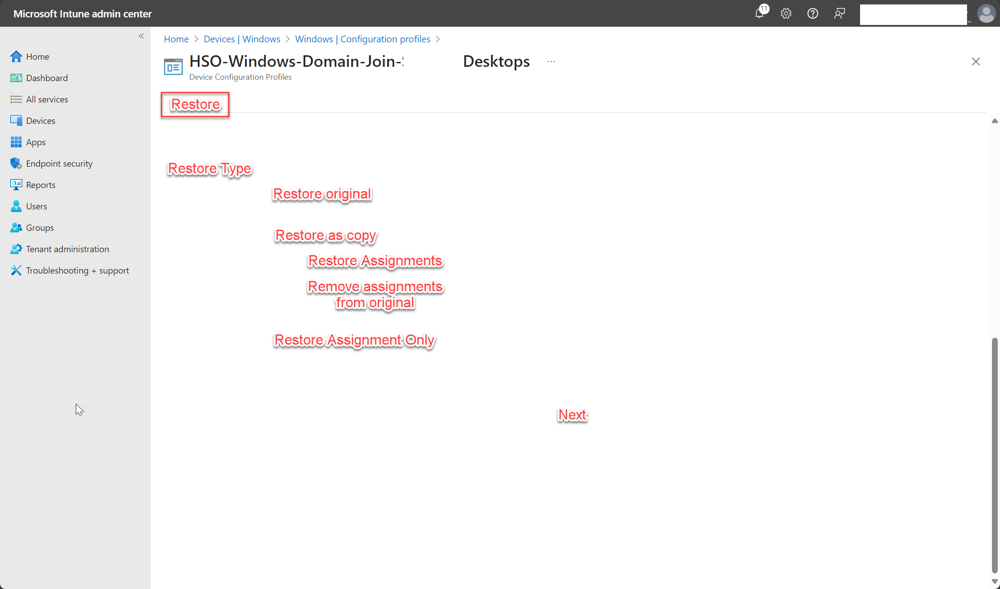 Microsoft Intune admin center
11
Home > Devices | Windows > Windows | Configuration profiles >
HSO-Windows-Domain-Join- Desktops ...
Device Configuration Profiles
Home
Dashboard
All services
Devices
Apps
Endpoint security
Reports
Users
Groups
Tenant administration
Troubleshooting + support
Restore
Restore Type
Restore original
Restore as copy
Restore Assignments
Remove assignments
from original
Restore Assignment Only
Next